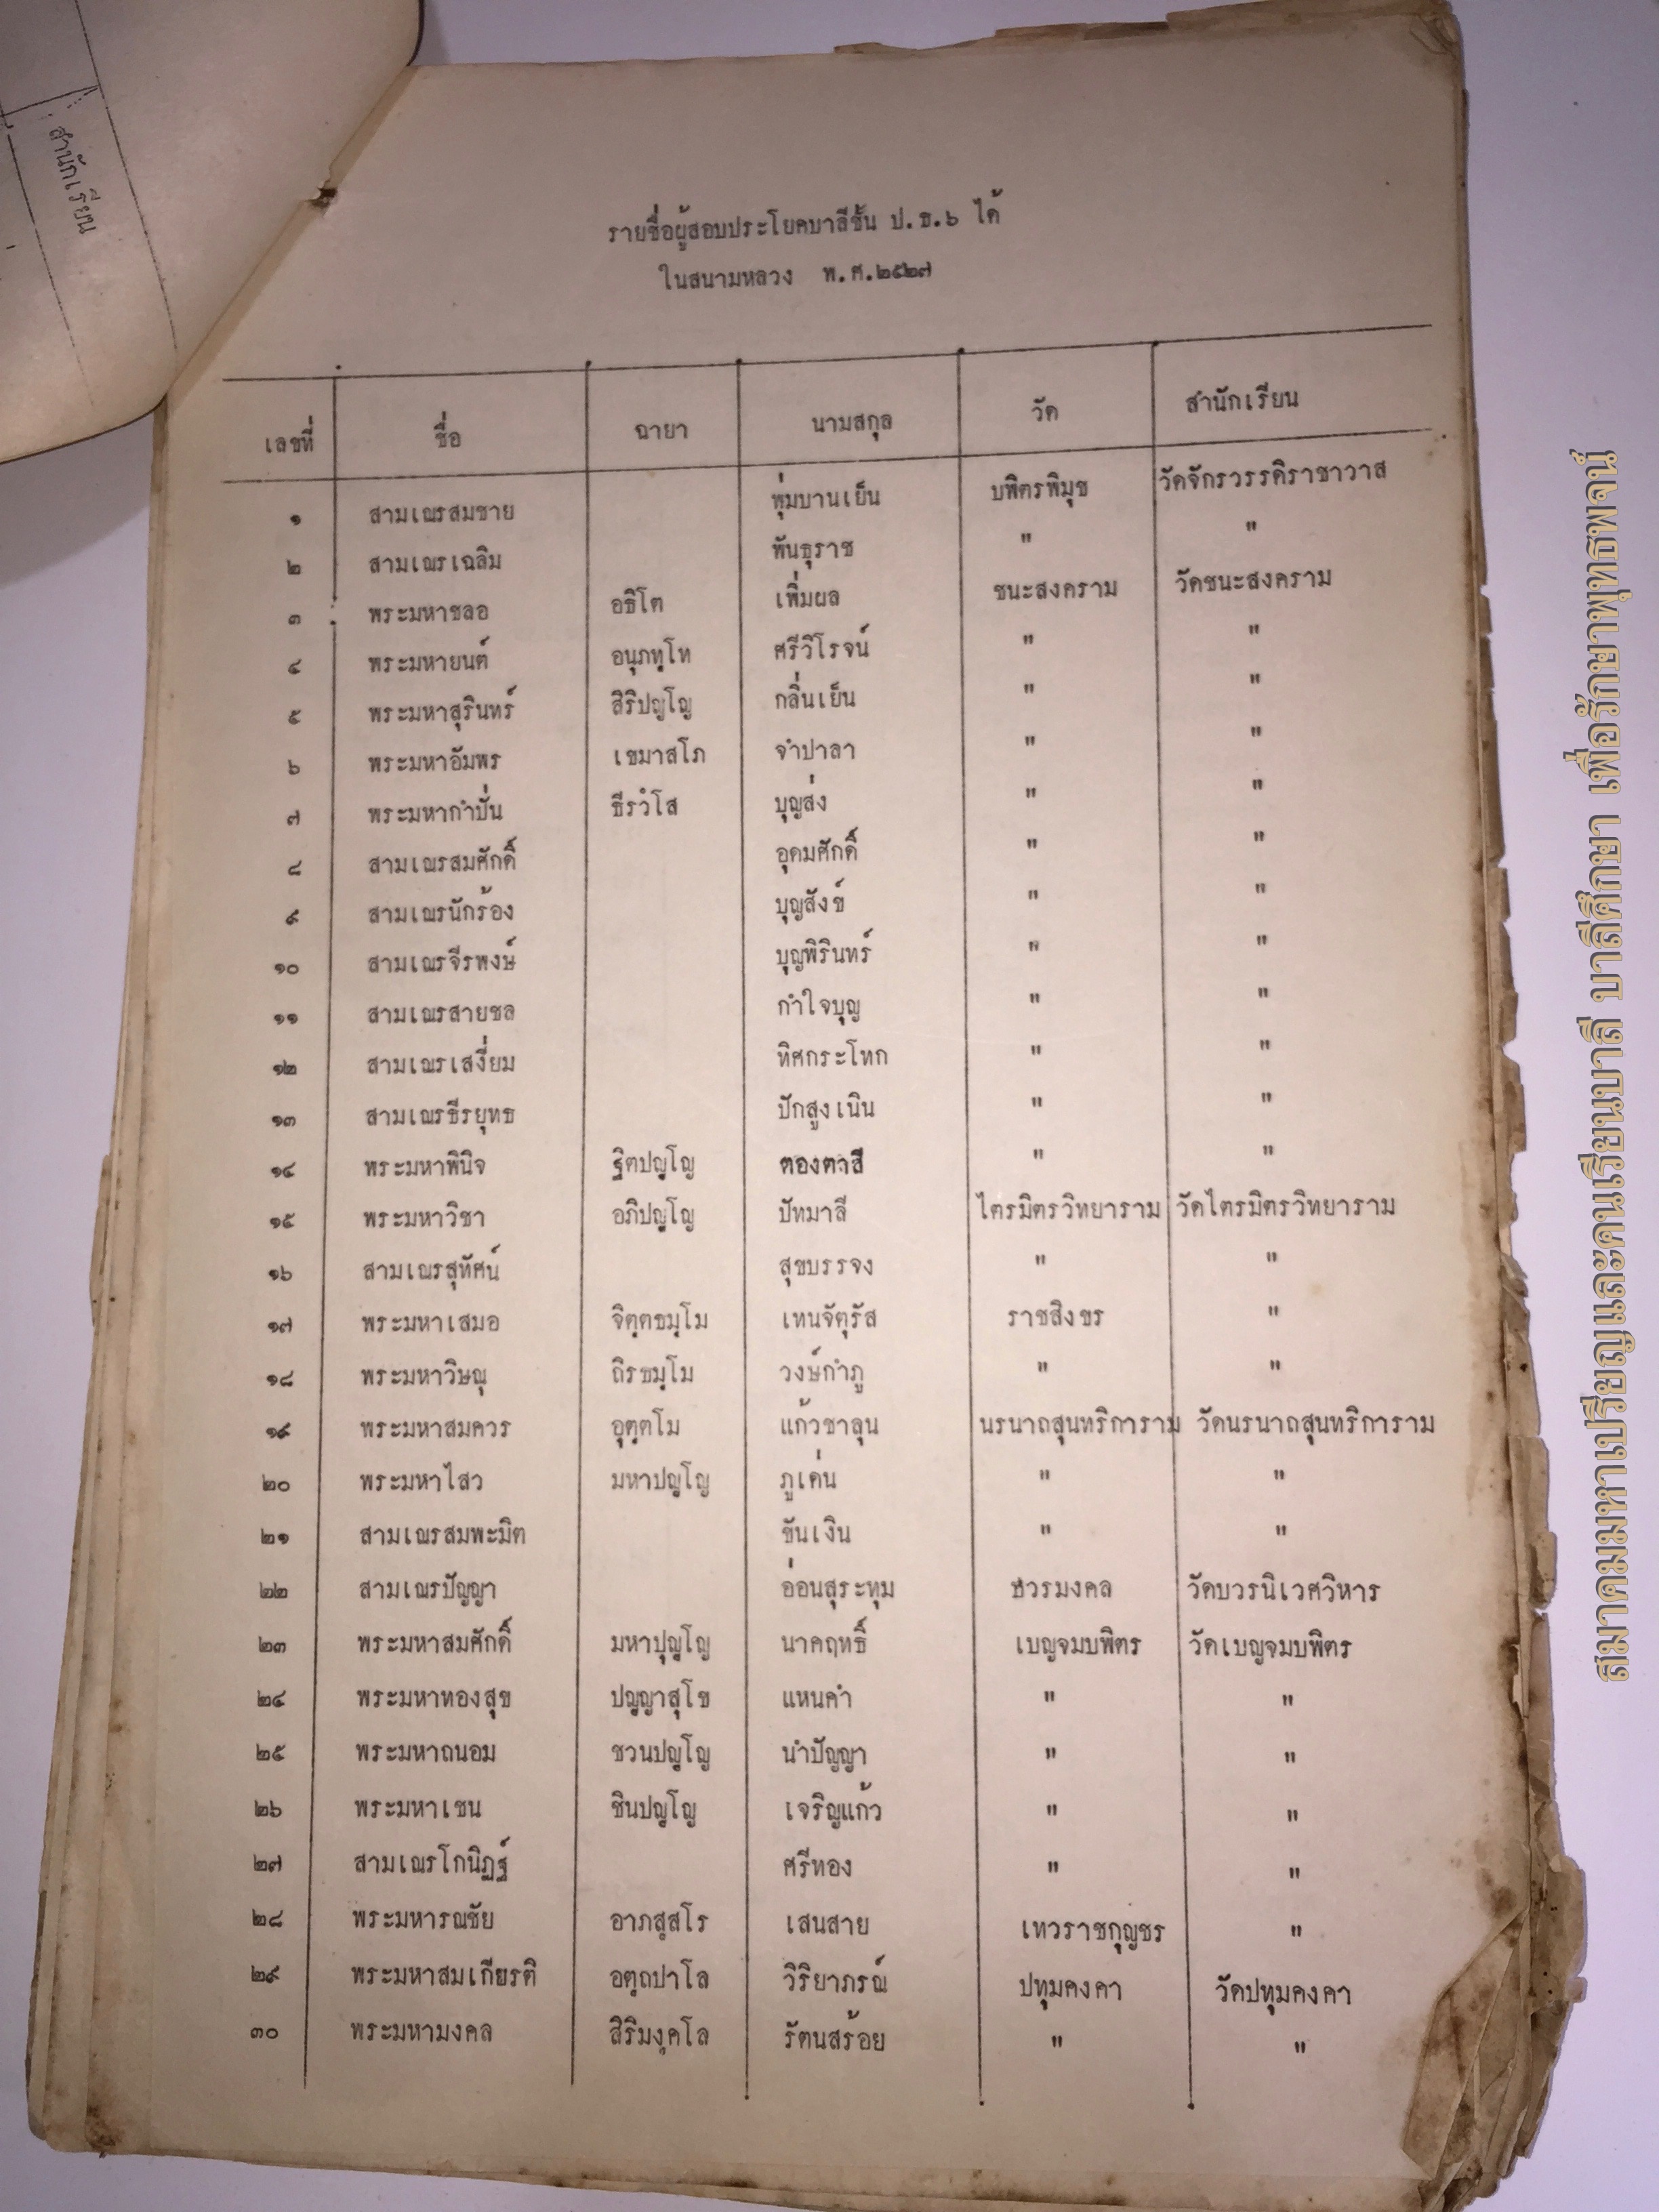 สำนักเรียน
รายชื่อผู้สอบประโยคบาลีชั้น ป.ธ.๖ ได้
ในสนามหลวง พ.ศ.๒๕๒๗
เลขที่ ชื่อ ฉายา นามสกุล วัด สำนักเรียน
๑ สามเณรสมชาย พุ่มบานเย็น บพิตรพิมุข วัดจักรวรรดิราชาวาส
๒ สามเณรเฉลิม พันธุราช " "
๓ พระมหาชลอ อธิโต เพิ่มผล ชนะสงคราม วัดชนะสงคราม
๔ พระมหายนต์ อนุภทฺโท ศรีวิโรจน์ " "
๕ พระมหาสุรินทร์ สิริปญฺโญ กลิ่นเย็น " "
๖ พระมหาอัมพร เขมาสโภ จำปาลา " "
๗ พระมหากำปั่น ธีรวํโส บุญส่ง " "
๘ สามเณรสมศักดิ์ อุดมศักดิ์ " "
๙ สามเณรนักร้อง บุญสังข์ " "
๑๐ สามเณรจีรพงษ์ บุญพิรินทร์ " "
๑๑ สามเณรสายชล กำใจบุญ " "
๑๒ สามเณรเสงี่ยม ทิศกระโทก " "
๑๓ สามเณรธีรยุทธ ปักสูงเนิน " "
๑๔ พระมหาพินิจ ฐิตปญฺโญ ตองตาสี " "
๑๕ พระมหาวิชา อภิปญฺโญ ปัทมาลี ไตรมิตรวิทยาราม วัดไตรมิตรวิทยาราม
๑๖ สามเณรสุทัศน์ สุขบรรจง " "
๑๗ พระมหาเสมอ จิตฺตธมฺโม เหนจัตุรัส ราชสิงขร "
๑๘ พระมหาวิษณุ ถิรธมฺโม วงษ์กำภู " "
๑๙ พระมหาสมควร อุตฺตโม แก้วชาลุน นรนาถสุนทริการาม วัดนรนาถสุนทริการาม
๒๐ พระมหาไสว มหาปญฺโญ ภูเด่น " "
๒๑ สามเณรสมพะมิต ขันเงิน " "
๒๒ สามเณรปัญญา อ่อนสุระทุม บวรมงคล วัดบวรนิเวศวิหาร
๒๓ พระมหาสมศักดิ์ มหาปุญฺโญ นาคฤทธิ์ เบญจมบพิตร วัดเบญจมบพิตร
๒๔ พระมหาทองสุข ปญฺญาสุโข แหนคำ " "
๒๕ พระมหาถนอม ชวนปญฺโญ นำปัญญา " "
๒๖ พระมหาเชน ชินปญฺโญ เจริญแก้ว " "
๒๗ สามเณรโกนิฏฐ์ ศรีทอง " "
๒๘ พระมหารณชัย อาภสฺสโร เสนสาย เทวราชกุญชร "
๒๙ พระมหาสมเกียรติ อตฺถปาโล วิริยาภรณ์ ปทุมคงคา วัดปทุมคงคา
๓๐ พระมหามงคล สิริมงฺคโล รัตนสร้อย " "
สมาคมมหาเปรียญและคนเรียนบาลี บาลีศึกษา เพื่อรักษาพุทธพจน์